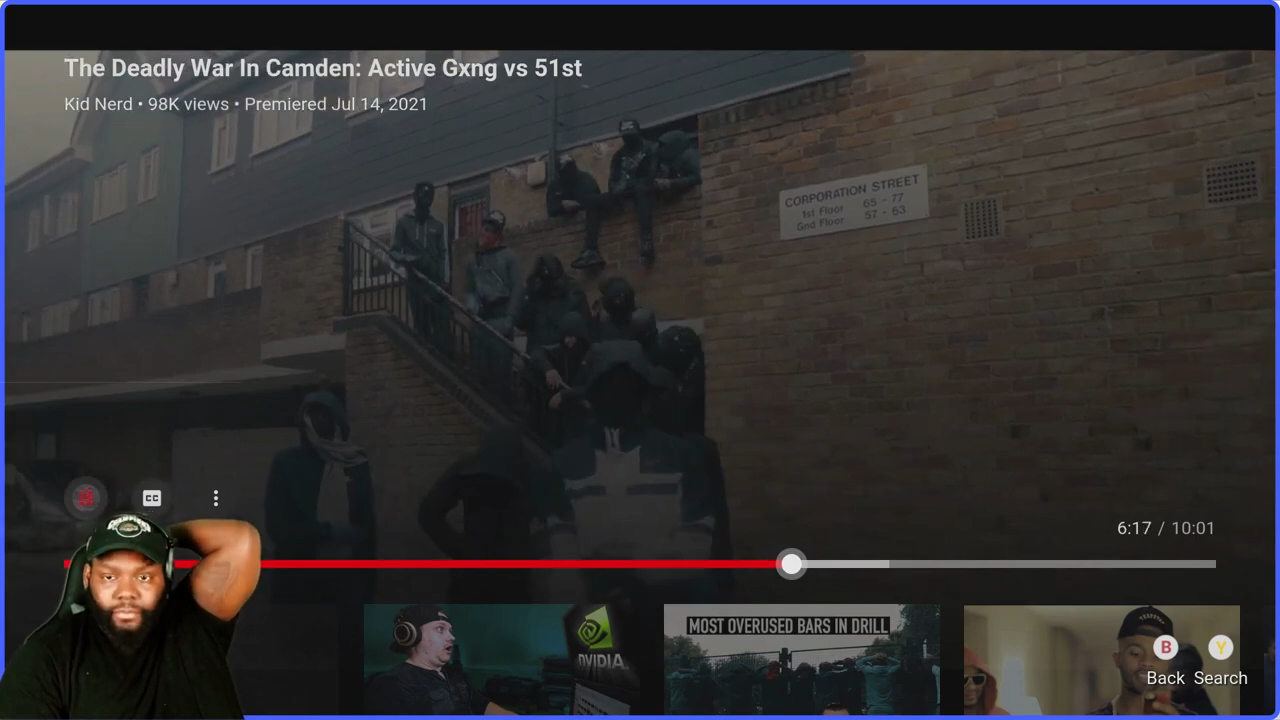 The Deadly War In Camden: Active Gxng vs 51st
Kid Nerd • 98K views • Premiered Jul 14, 2021
CORPORATION STREET
1st Floor 65 - 77
Gnd Floor 57 - 63
CC
6:17 / 10:01
NVIDIA
MOST OVERUSED BARS IN DRILL
B Y
Back Search